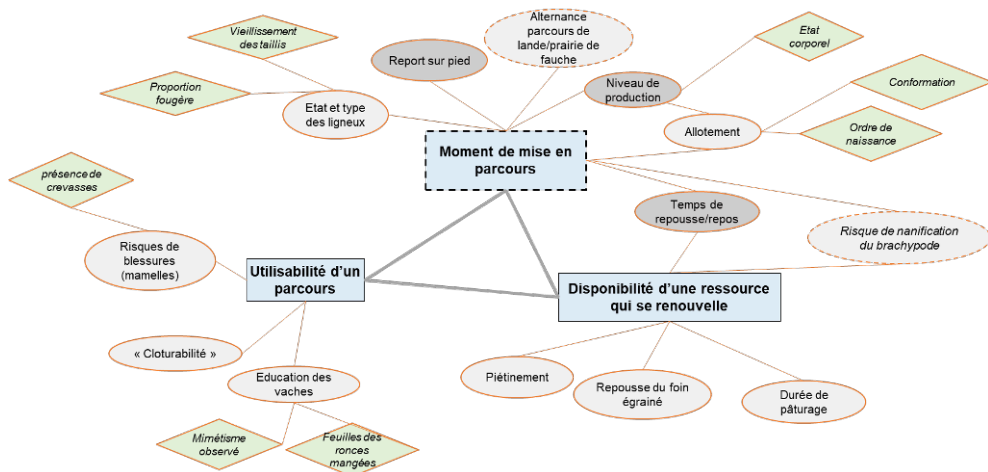 Vieillissement
des taillis
Alternance
parcours de
lande/prairie de
fauche
Etat
corporel
Report sur pied
Niveau de
production
Proportion
fougère
Conformation
Etat et type
des ligneux
Allotement
Ordre de
naissance
Moment de mise en
parcours
présence de
crevasses
Temps de
repousse/repos
Risque de nanification
du brachypode
Risques de
blessures
(mamelles)
Utilisabilité d’un
parcours
Disponibilité d’une ressource
qui se renouvelle
« Cloturabilité »
Education des
vaches
Piétinement
Repousse du foin
égrainé
Durée de
pâturage
Mimétisme
observé
Feuilles des
ronces
mangées